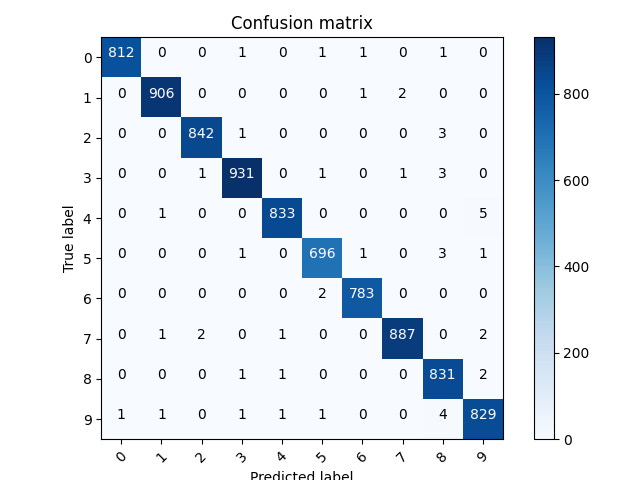 Confusion matrix
0 812 0 0 1 0 1 1 0 1 0
1 0 906 0 0 0 0 1 2 0 0
2 0 0 842 1 0 0 0 0 3 0
3 0 0 1 931 0 1 0 1 3 0
4 0 1 0 0 833 0 0 0 0 5
5 0 0 0 1 0 696 1 0 3 1
6 0 0 0 0 0 2 783 0 0 0
7 0 1 2 0 1 0 0 887 0 2
8 0 0 0 1 1 0 0 0 831 2
9 1 1 0 1 1 1 0 0 4 829
0 1 2 3 4 5 6 7 8 9
True label
Predicted label
800
600
400
200
0